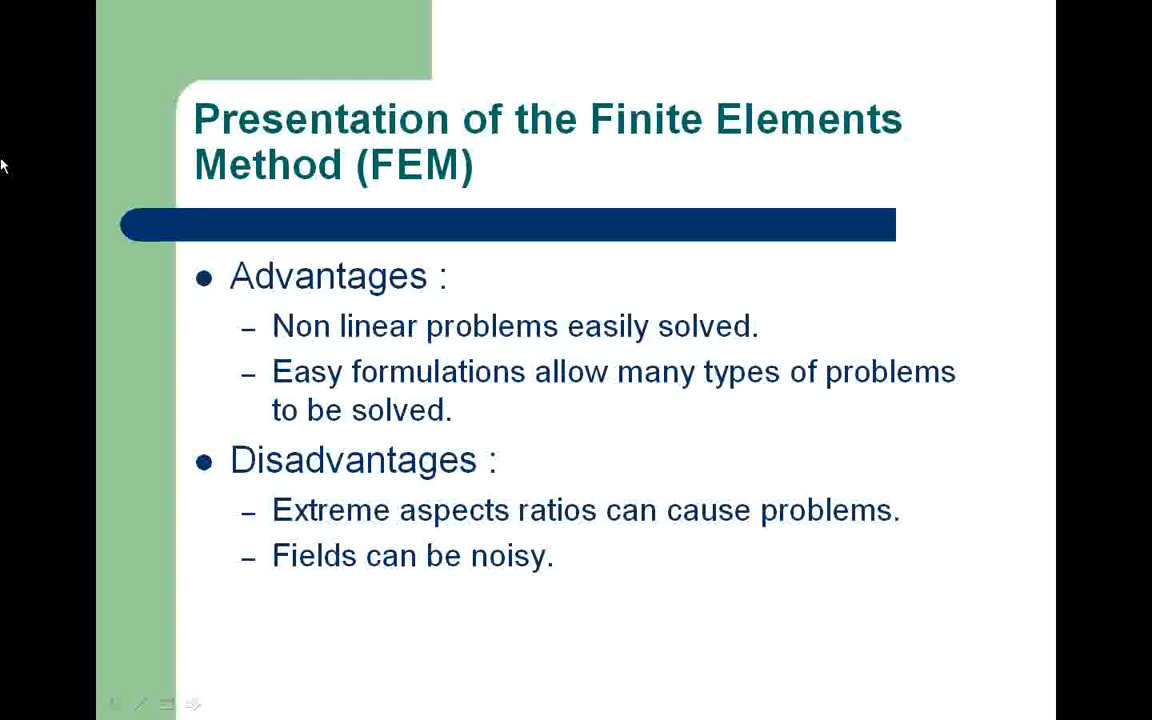 Presentation of the Finite Elements
Method (FEM)
● Advantages :
– Non linear problems easily solved.
– Easy formulations allow many types of problems
to be solved.
● Disadvantages :
– Extreme aspects ratios can cause problems.
– Fields can be noisy.